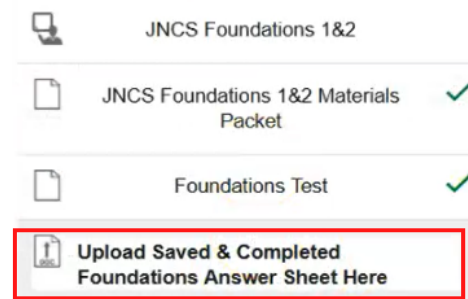 JNCS Foundations 1&2
JNCS Foundations 1&2 Materials
Packet
Foundations Test
Upload Saved & Completed
Foundations Answer Sheet Here